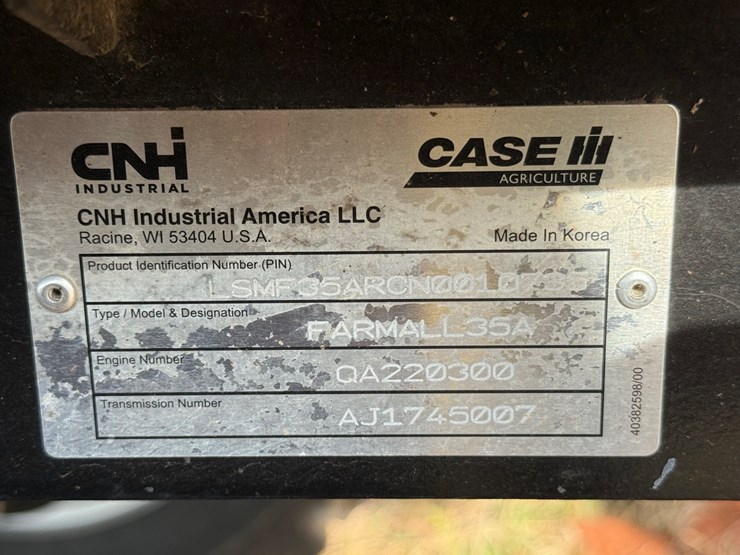 CNH
INDUSTRIAL
CASE IH
AGRICULTURE
CNH Industrial America LLC
Racine, WI 53404 U.S.A.
Made In Korea
Product Identification Number (PIN)
Type / Model & Designation
FARMALL35A
Engine Number
QA220300
Transmission Number
AJ1745007
40382598/00